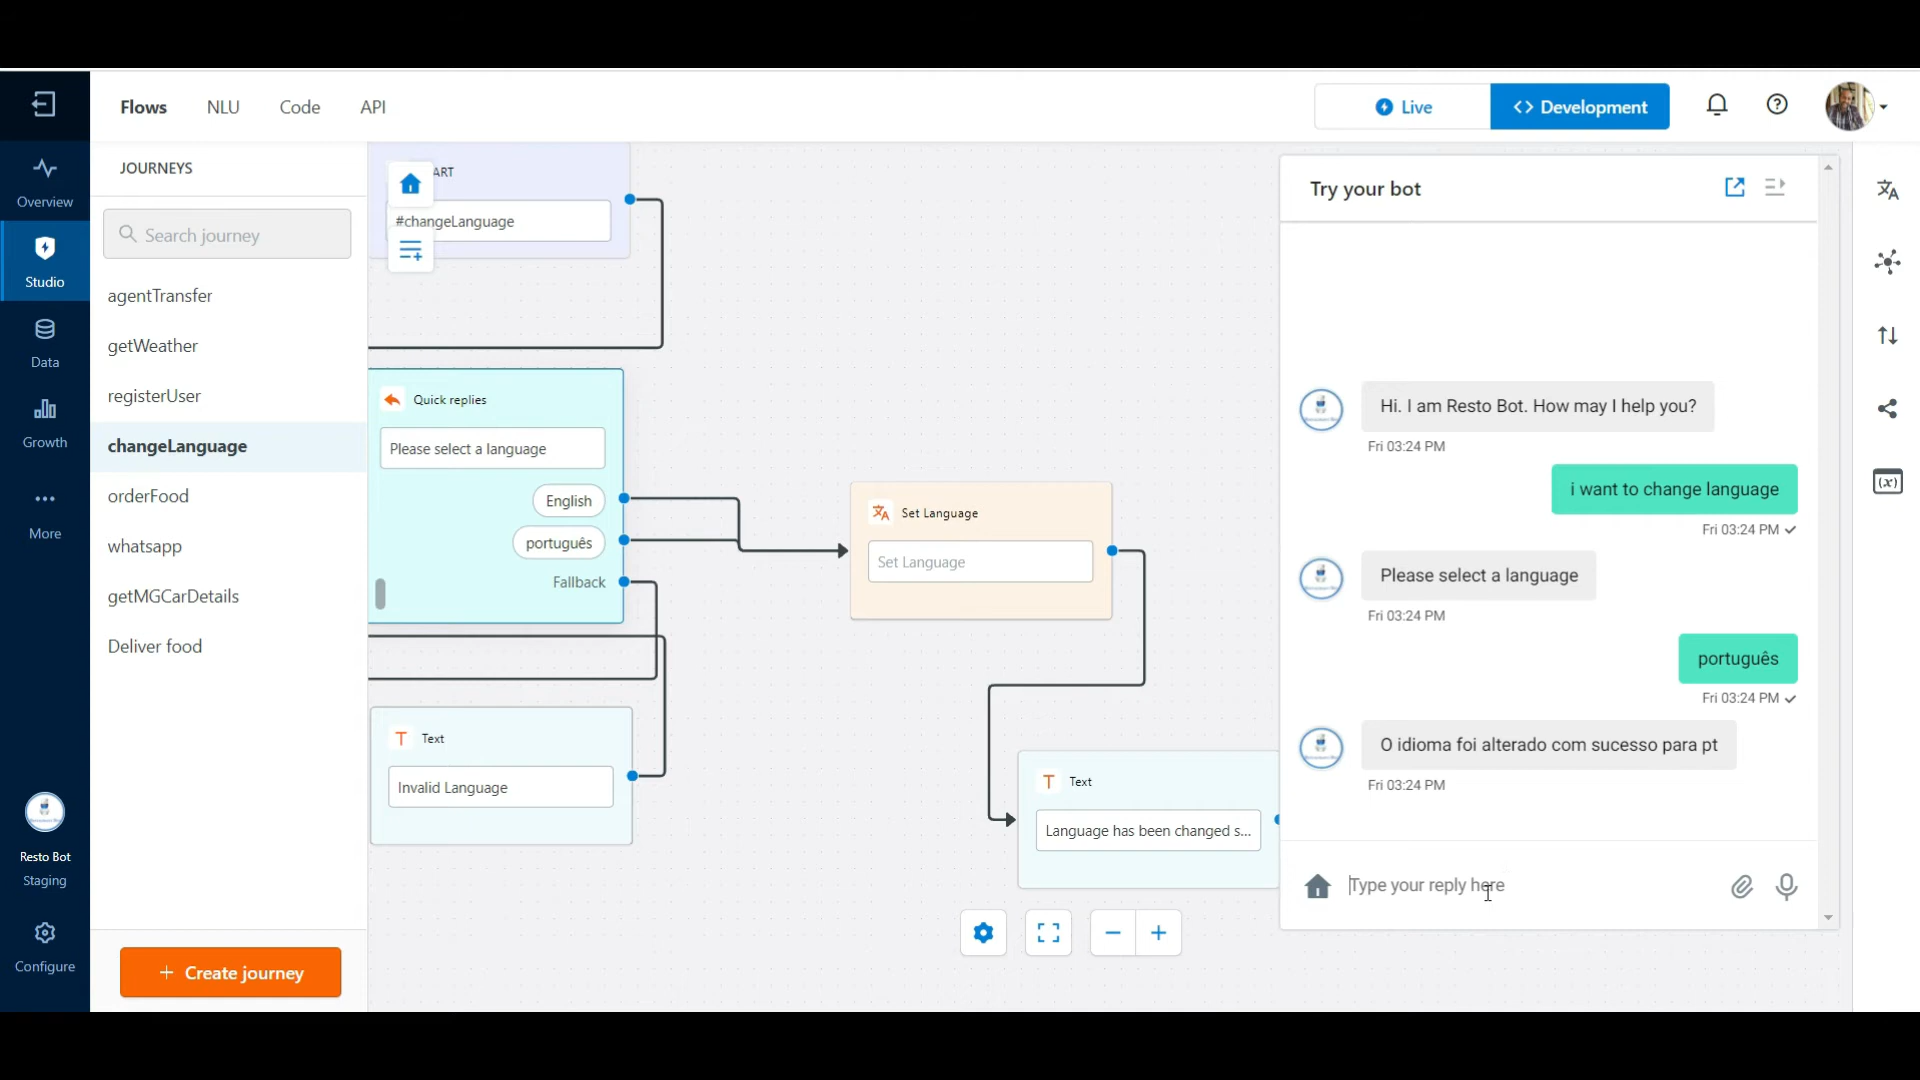 Flows
NLU
Code
API
Live
<> Development
JOURNEYS
Search journey
agentTransfer
getWeather
registerUser
changeLanguage
orderFood
whatsapp
getMGCarDetails
Deliver food
+ Create journey
Overview
Studio
Data
Growth
More
Resto Bot
Staging
Configure
ART
#changeLanguage
Quick replies
Please select a language
English
português
Fallback
Text
Invalid Language
Set Language
Set Language
Text
Language has been changed s...
Try your bot
Hi. I am Resto Bot. How may I help you?
Fri 03:24 PM
i want to change language
Fri 03:24 PM
Please select a language
Fri 03:24 PM
português
Fri 03:24 PM
O idioma foi alterado com sucesso para pt
Fri 03:24 PM
Type your reply here
(x)